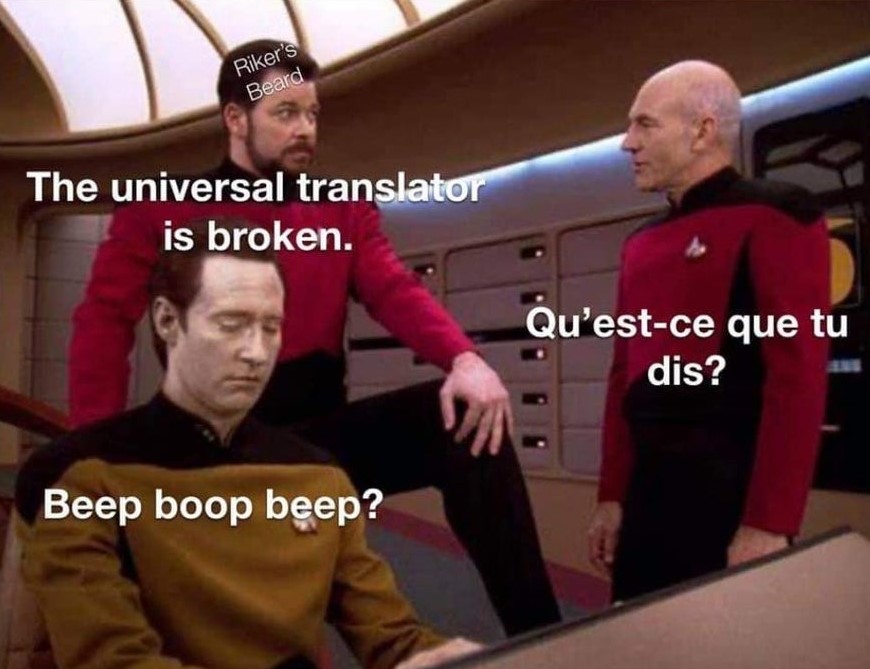 Riker's
Beard
The universal translator
is broken.
Qu'est-ce que tu
dis?
Beep boop beep?